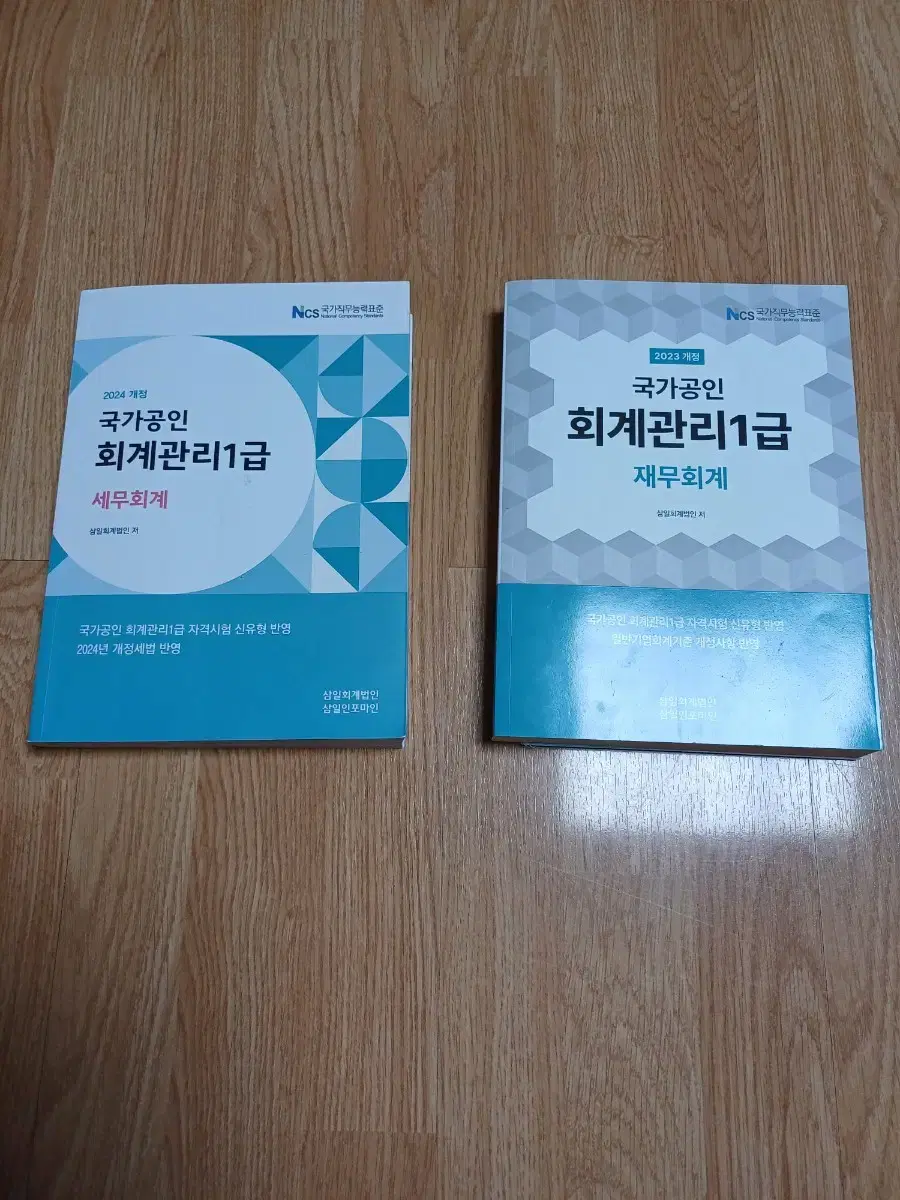 NCS 국가직무능력표준
National Competency Standards
2024 개정
국가공인
회계관리1급
세무회계
삼일회계법인 저
국가공인 회계관리1급 자격시험 신유형 반영
2024년 개정세법 반영
삼일회계법인
삼일인포마인
NCS 국가직무능력표준
National Competency Standards
2023 개정
국가공인
회계관리1급
재무회계
삼일회계법인 저
국가공인 회계관리1급 자격시험 신유형 반영
일반기업회계기준 개정사항 반영
삼일회계법인
삼일인포마인